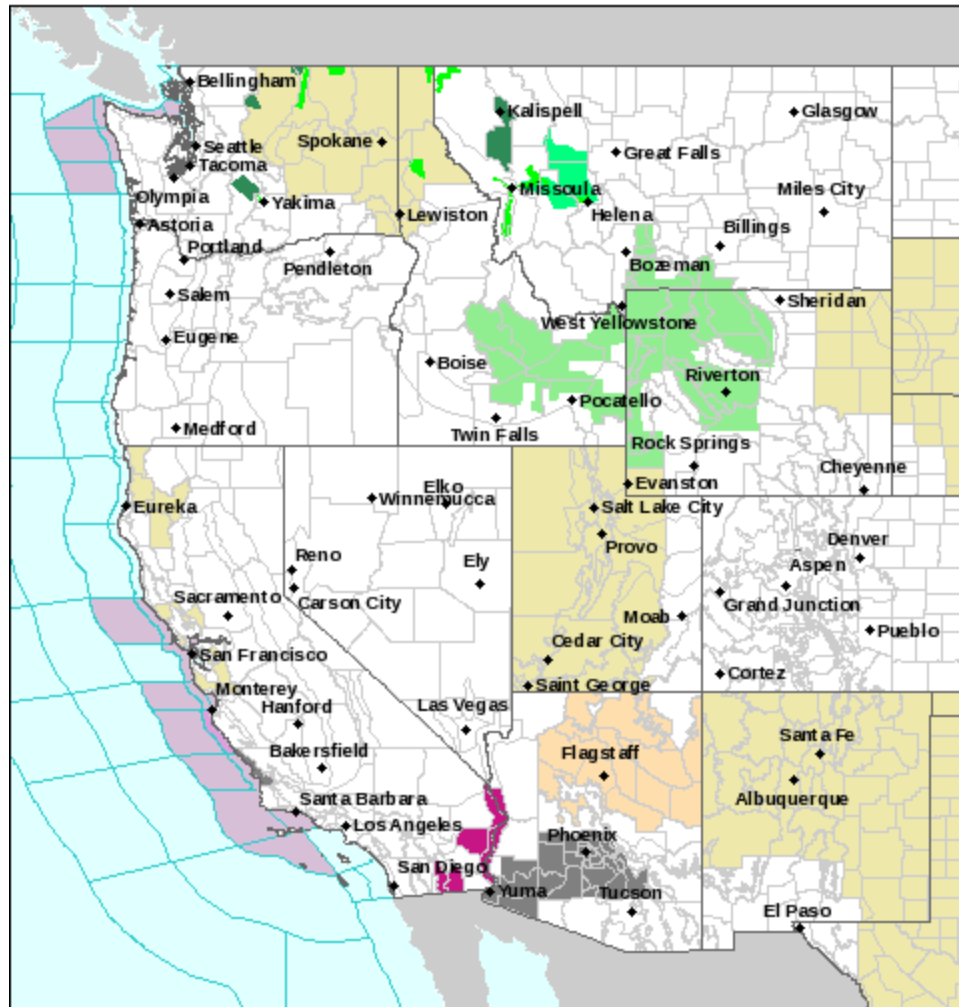 Bellingham
Kalispell
Glasgow
Seattle
Spokane
Great Falls
Tacoma
Olympia
Missoula
Miles City
Yakima
Lewiston
Helena
Astoria
Billings
Portland
Pendleton
Bozeman
Salem
Sheridan
West Yellowstone
Eugene
Boise
Riverton
Pocatello
Medford
Twin Falls
Rock Springs
Cheyenne
Elko
Evanston
Winnemucca
Eureka
Salt Lake City
Provo
Denver
Reno
Ely
Aspen
Sacramento
Carson City
Grand Junction
Moab
Pueblo
Cedar City
San Francisco
Cortez
Saint George
Monterey
Hanford
Las Vegas
Santa Fe
Bakersfield
Flagstaff
Albuquerque
Santa Barbara
Los Angeles
Phoenix
San Diego
Yuma
Tucson
El Paso